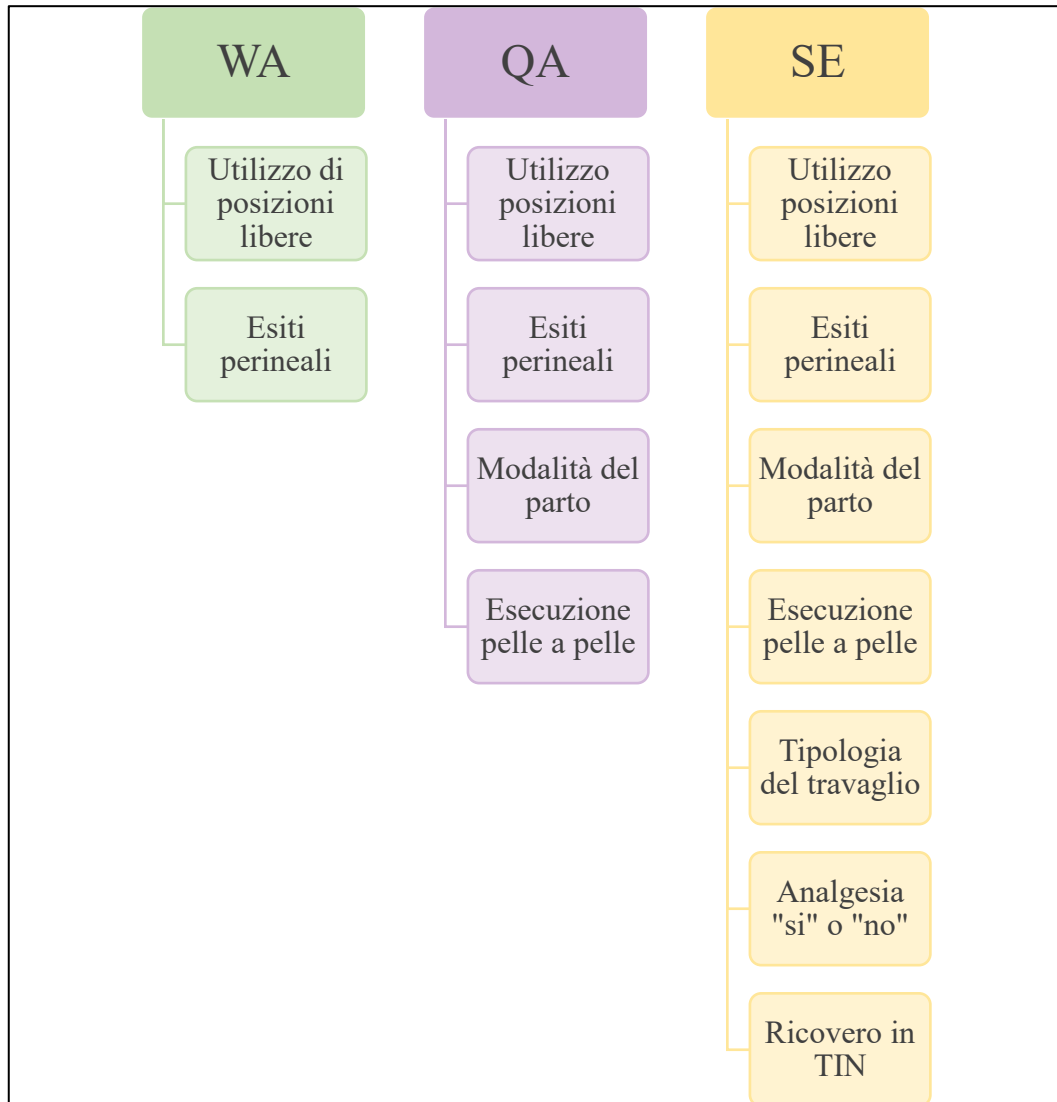 WA
Utilizzo di
posizioni
libere
Esiti
perineali
QA
Utilizzo
posizioni
libere
Esiti
perineali
Modalità del
parto
Esecuzione
pelle a pelle
SE
Utilizzo
posizioni
libere
Esiti
perineali
Modalità del
parto
Esecuzione
pelle a pelle
Tipologia
del travaglio
Analgesia
"si" o "no"
Ricovero in
TIN